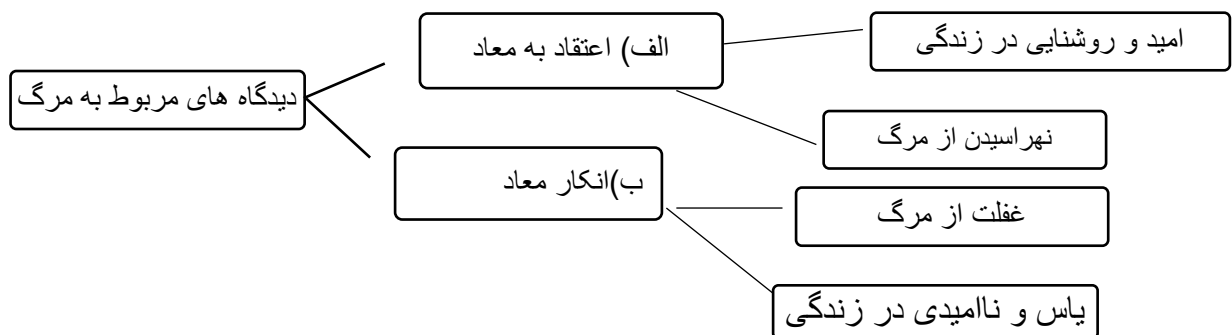 دیدگاه های مربوط به مرگ
الف) اعتقاد به معاد
امید و روشنایی در زندگی
نهراسیدن از مرگ
ب)انکار معاد
غفلت از مرگ
یاس و ناامیدی در زندگی